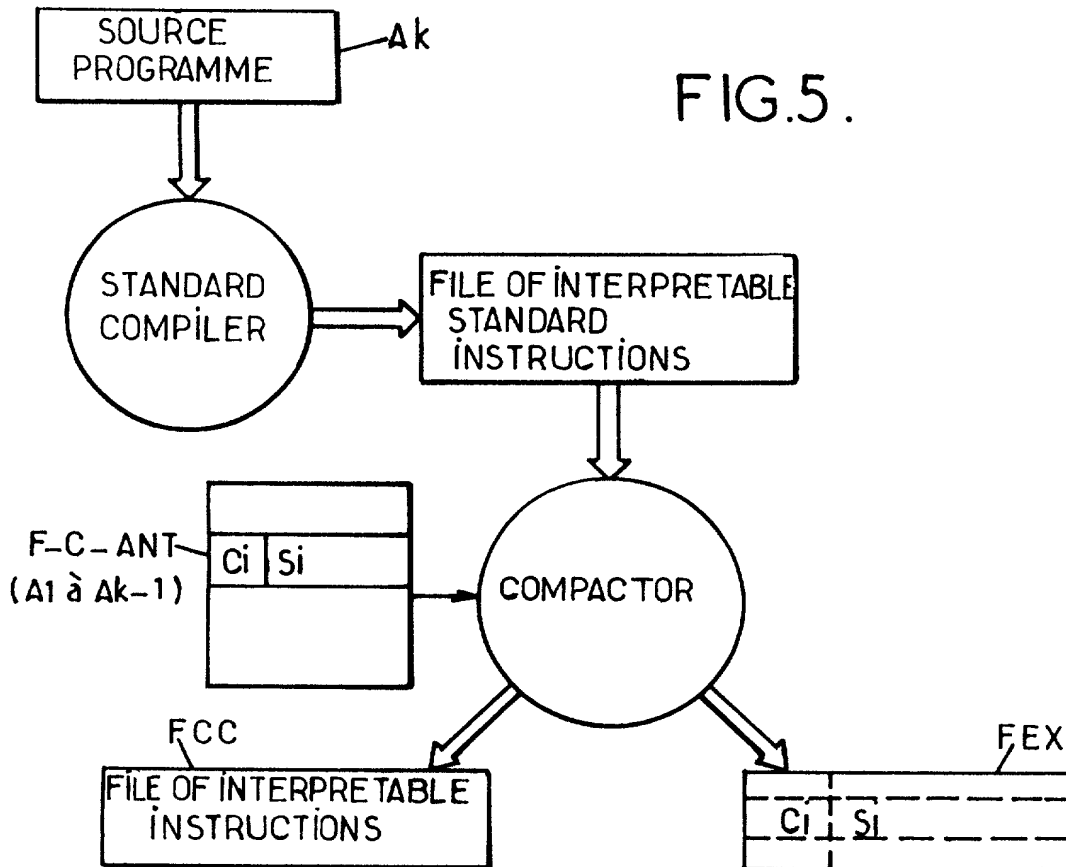 SOURCE
PROGRAMME
Ak
FIG.5.
STANDARD
COMPILER
FILE OF INTERPRETABLE
STANDARD
INSTRUCTIONS
F-C-ANT
(A1 à Ak-1)
Ci Si
COMPACTOR
FCC
FILE OF INTERPRETABLE
INSTRUCTIONS
FEX
Ci Si